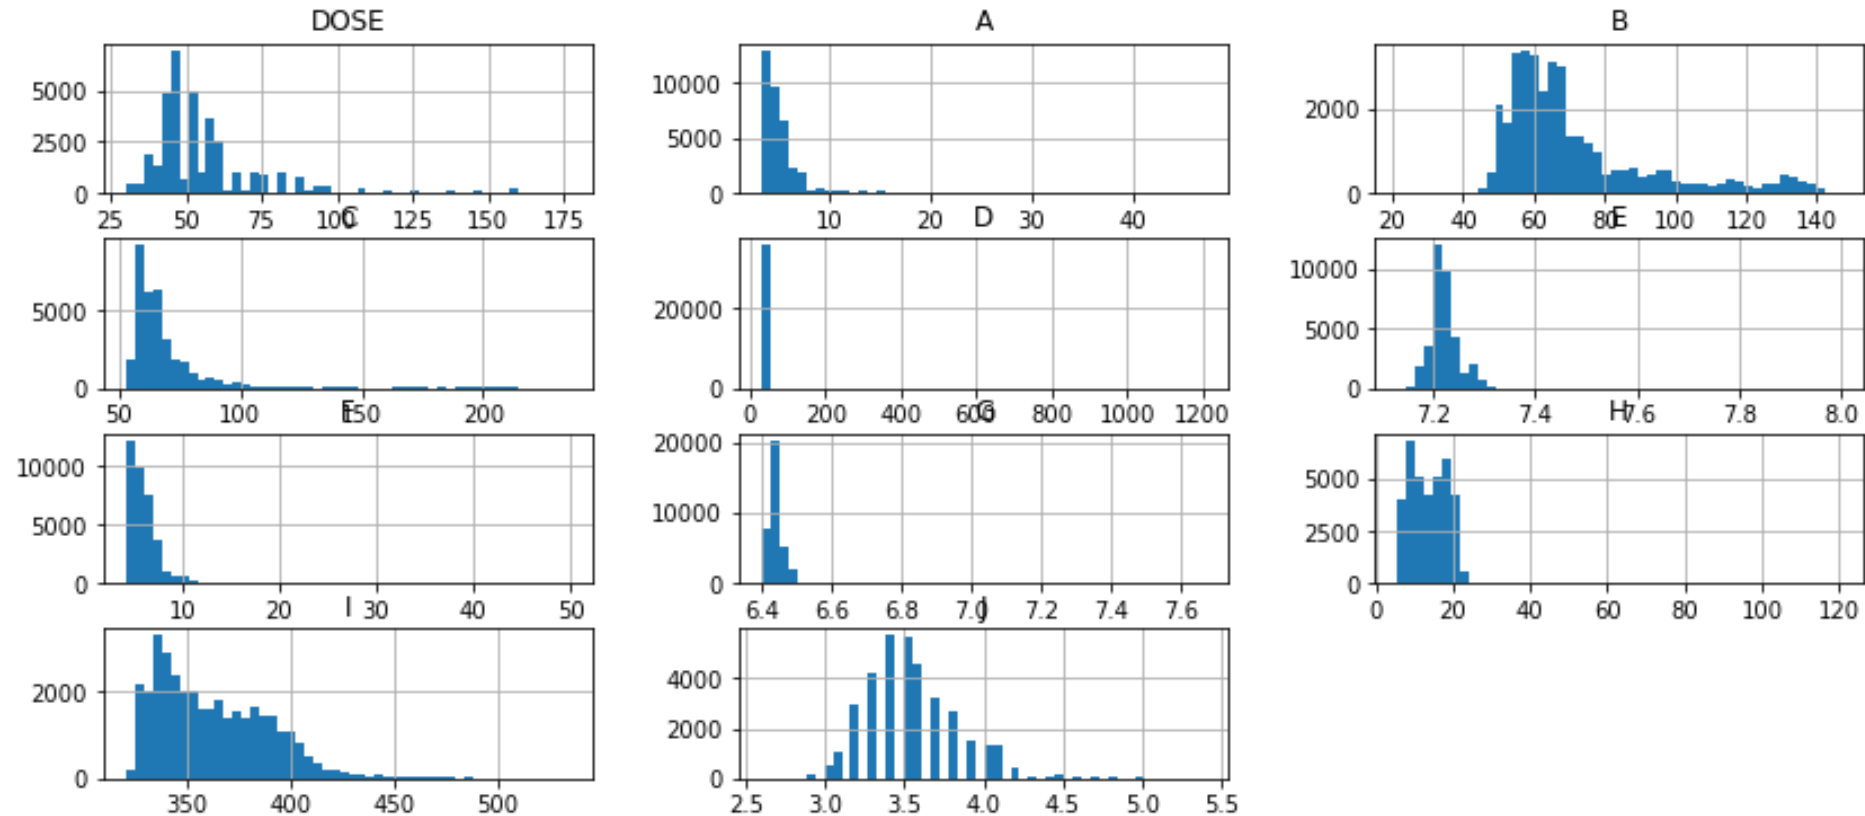 DOSE
A
B
5000
2500
0
10000
5000
0
2000
0
25 50 75 100 125 150 175
10 20 30 40
20 40 60 80 100 120 140
C
D
E
5000
0
20000
0
10000
5000
0
50 100 150 200
0 200 400 600 800 1000 1200
7.2 7.4 7.6 7.8 8.0
F
G
H
10000
5000
0
20000
10000
0
5000
2500
0
10 20 30 40 50
6.4 6.6 6.8 7.0 7.2 7.4 7.6
0 20 40 60 80 100 120
I
J
2000
0
4000
2000
0
350 400 450 500
2.5 3.0 3.5 4.0 4.5 5.0 5.5